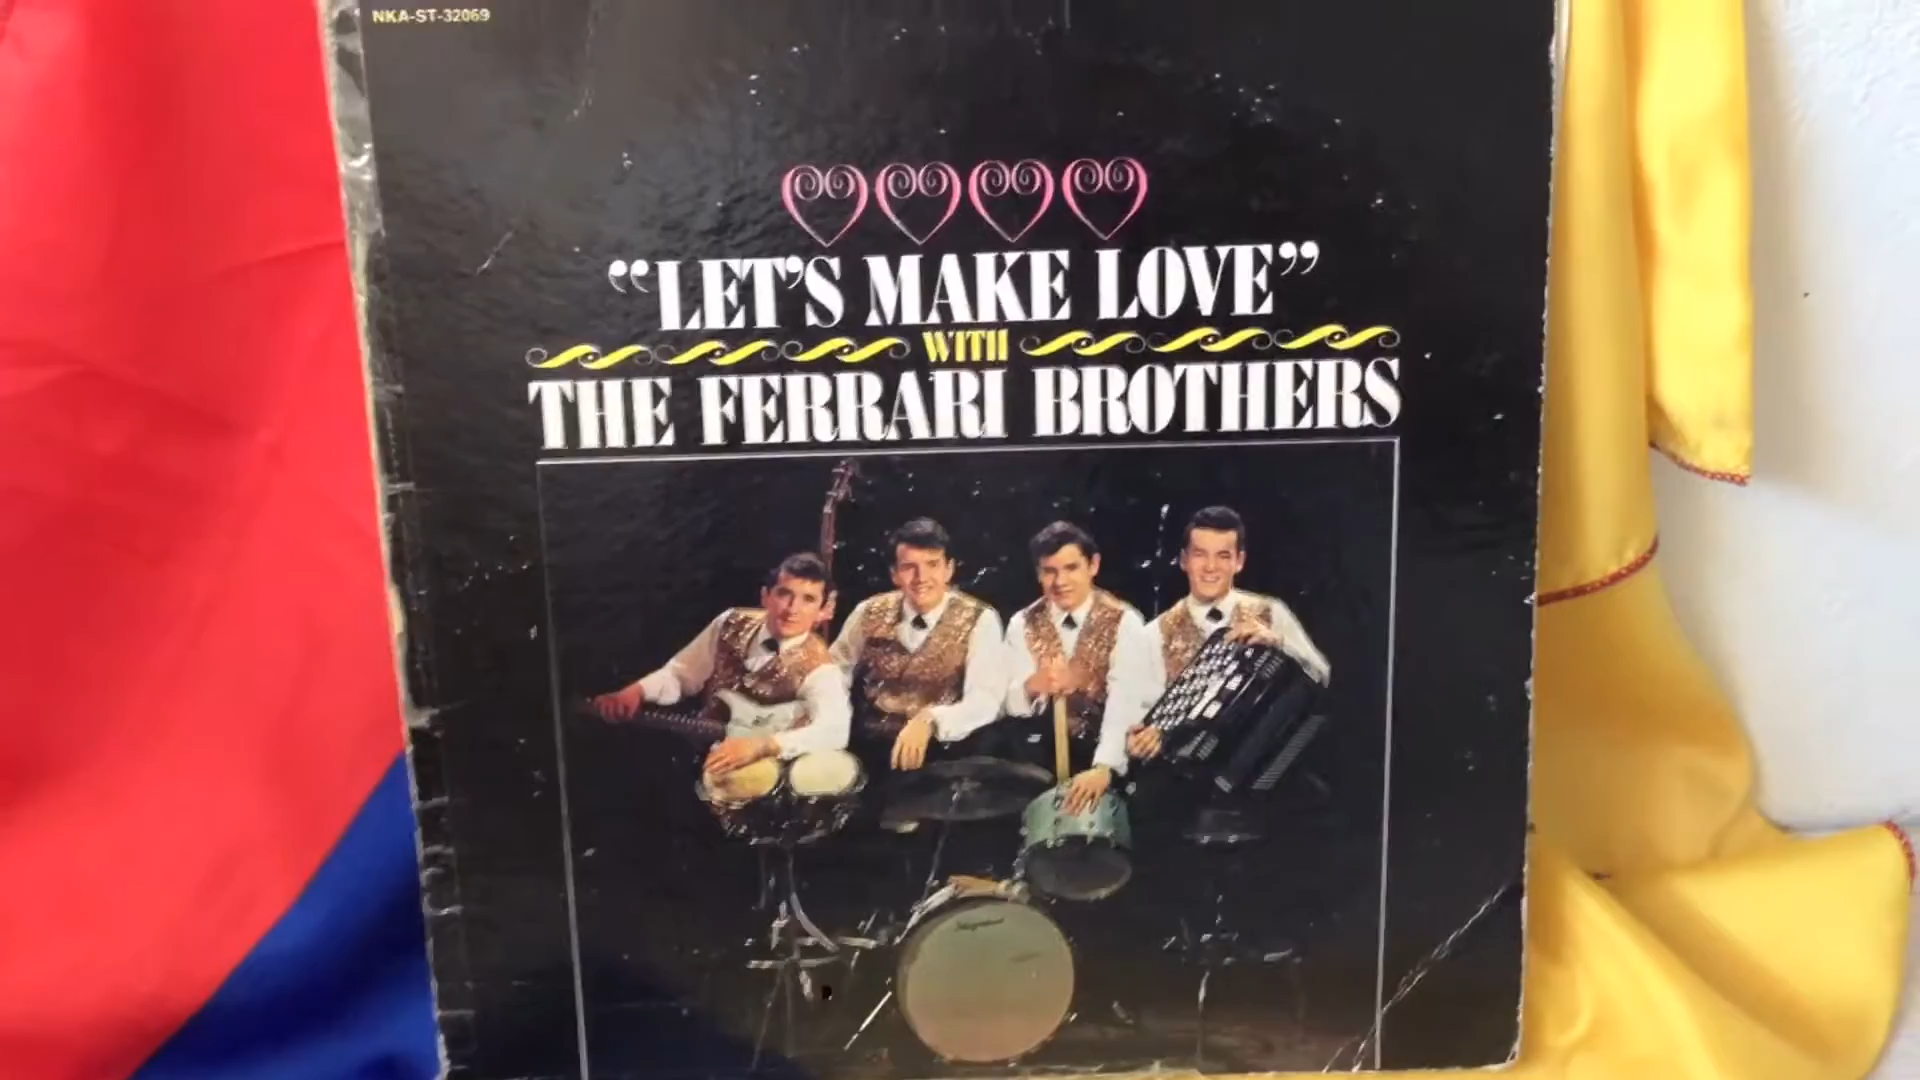 NKA-ST-32069
“LET’S MAKE LOVE”
WITH
THE FERRARI BROTHERS